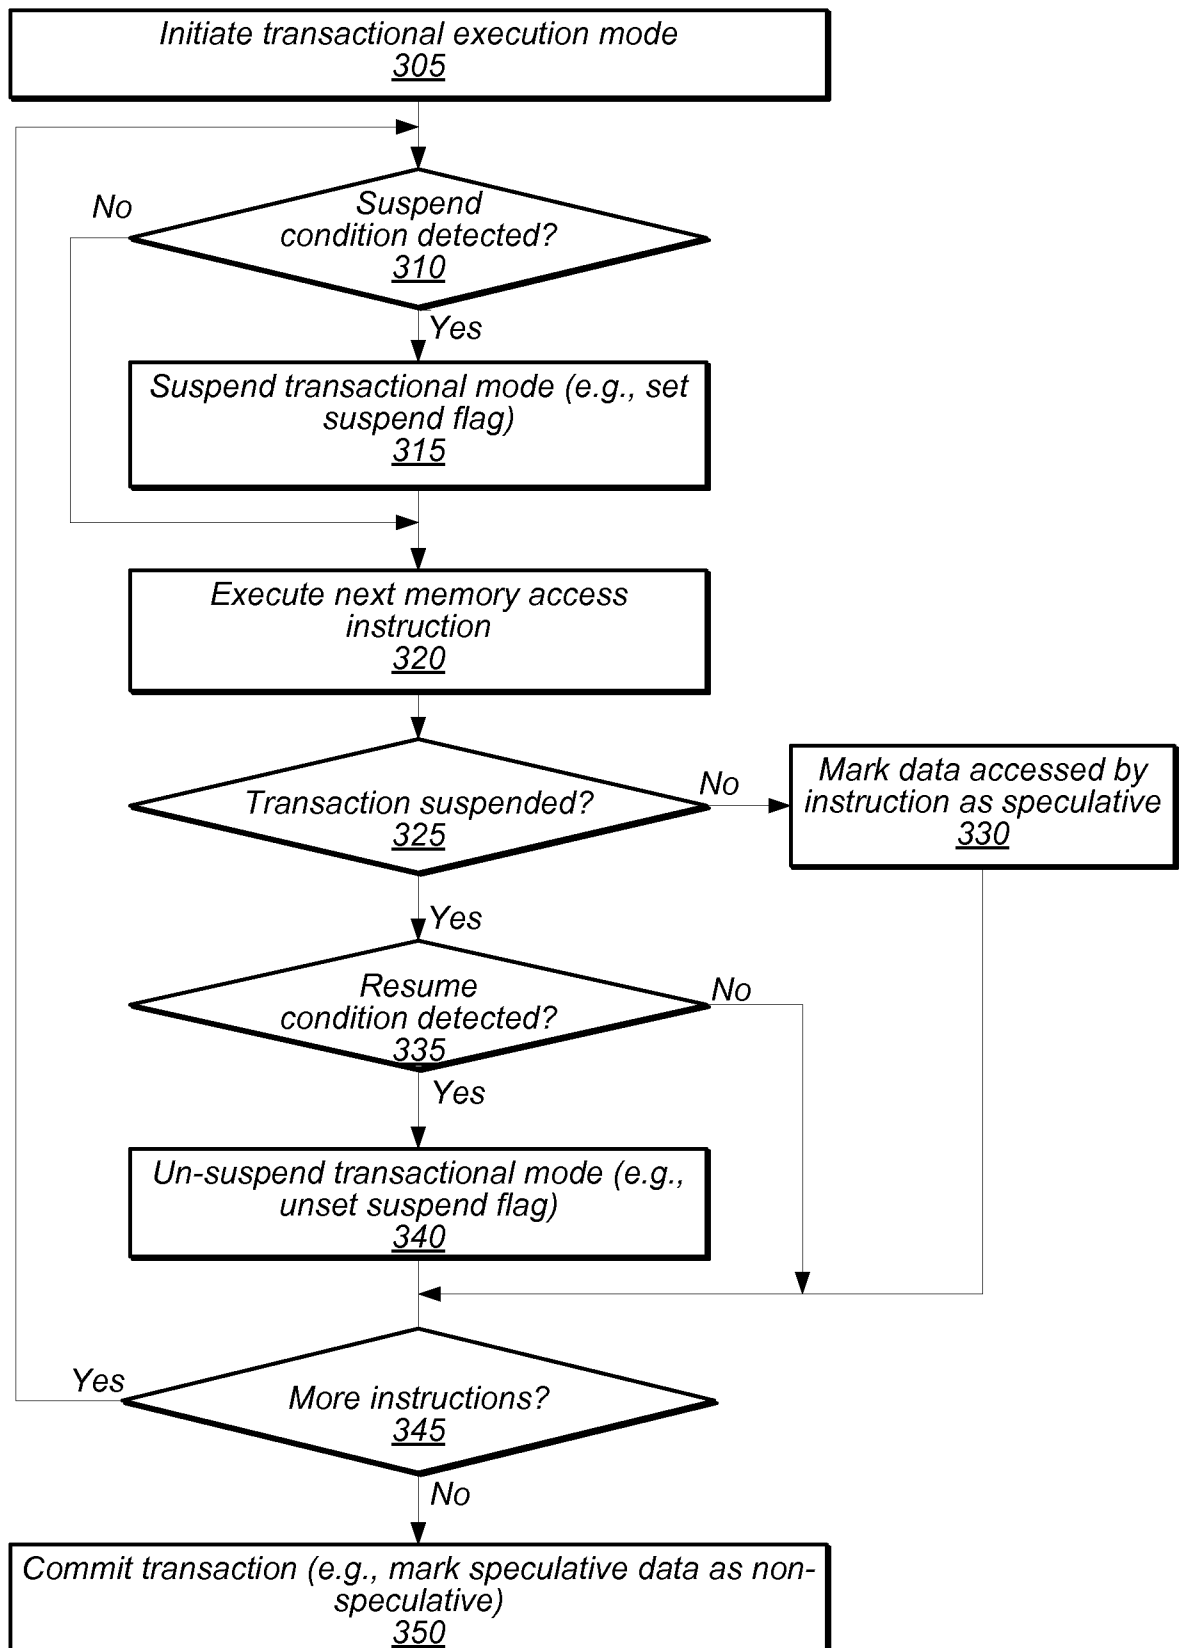 Initiate transactional execution mode
305
No
Suspend
condition detected?
310
Yes
Suspend transactional mode (e.g., set
suspend flag)
315
Execute next memory access
instruction
320
Transaction suspended?
325
No
Mark data accessed by
instruction as speculative
330
Yes
Resume
condition detected?
335
No
Yes
Un-suspend transactional mode (e.g.,
unset suspend flag)
340
Yes
More instructions?
345
No
Commit transaction (e.g., mark speculative data as non-
speculative)
350